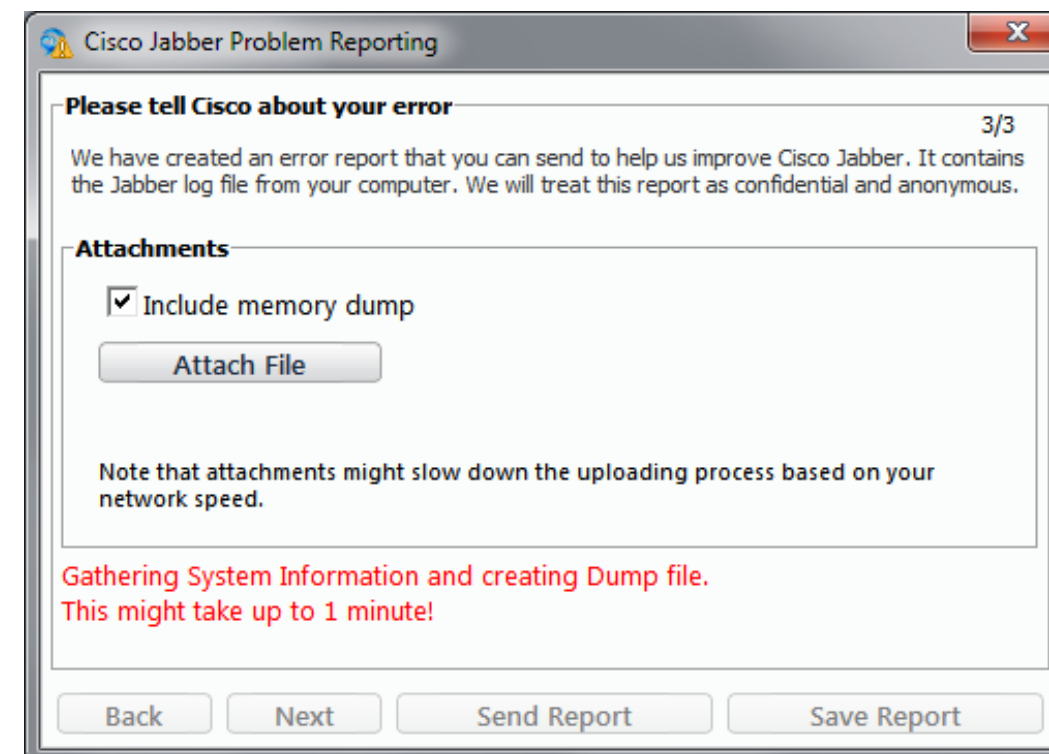 Cisco Jabber Problem Reporting
Please tell Cisco about your error
3/3
We have created an error report that you can send to help us improve Cisco Jabber. It contains
the Jabber log file from your computer. We will treat this report as confidential and anonymous.
Attachments
Include memory dump
Attach File
Note that attachments might slow down the uploading process based on your
network speed.
Gathering System Information and creating Dump file.
This might take up to 1 minute!
Back Next Send Report Save Report